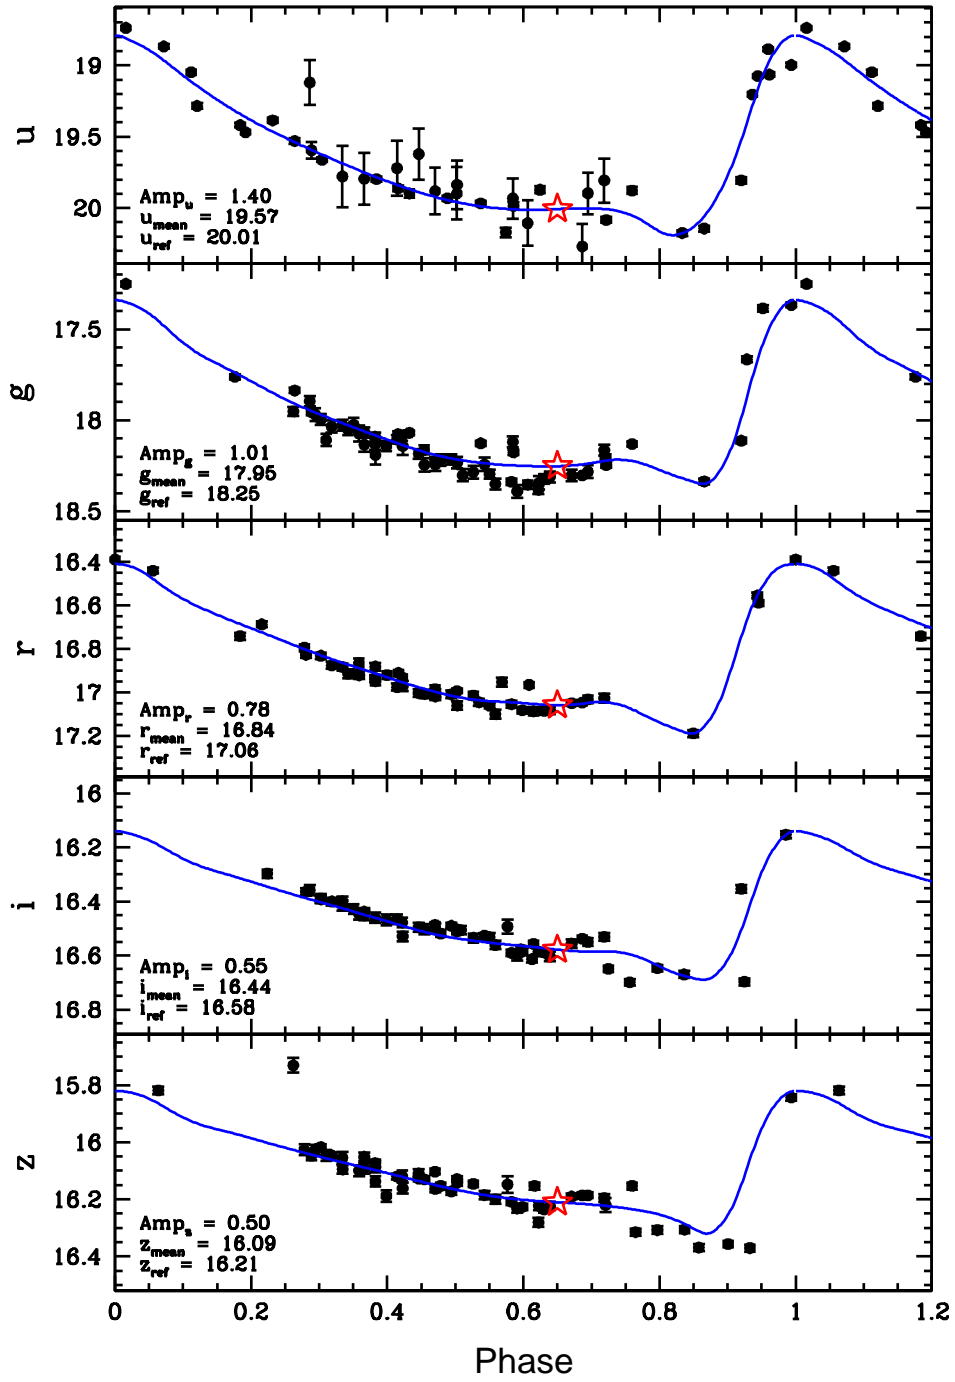 19
19.5
20
u
Amp_u = 1.40
u_mean = 19.57
u_ref = 20.01
17.5
18
18.5
g
Amp_g = 1.01
g_mean = 17.95
g_ref = 18.25
16.4
16.6
16.8
17
17.2
r
Amp_r = 0.78
r_mean = 16.84
r_ref = 17.06
16
16.2
16.4
16.6
16.8
i
Amp_i = 0.55
i_mean = 16.44
i_ref = 16.58
15.8
16
16.2
16.4
z
Amp_z = 0.50
z_mean = 16.09
z_ref = 16.21
0 0.2 0.4 0.6 0.8 1 1.2
Phase